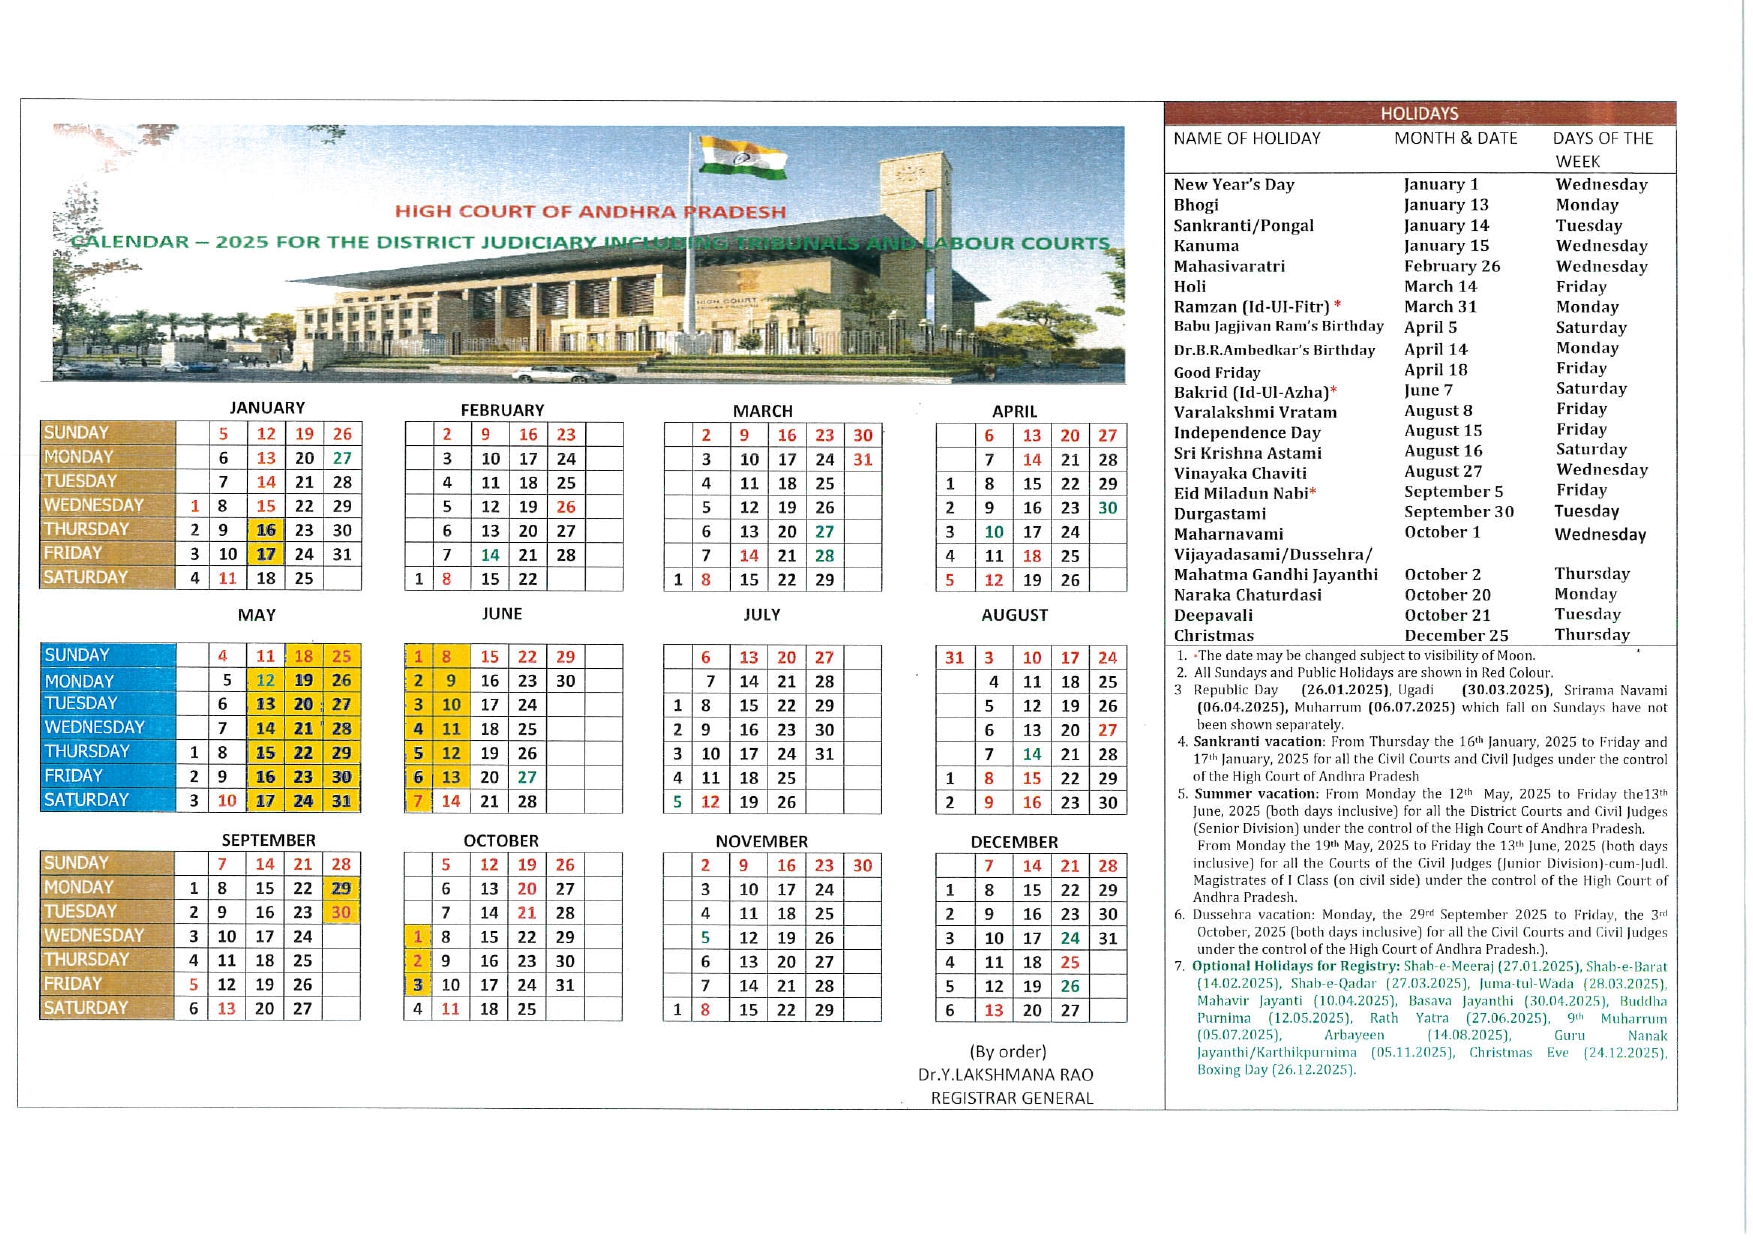 HIGH COURT OF ANDHRA PRADESH
CALENDAR – 2025 FOR THE DISTRICT JUDICIARY INCLUDING TRIBUNALS AND LABOUR COURTS
HIGH COURT
JANUARY
SUNDAY 5 12 19 26
MONDAY 6 13 20 27
TUESDAY 7 14 21 28
WEDNESDAY 1 8 15 22 29
THURSDAY 2 9 16 23 30
FRIDAY 3 10 17 24 31
SATURDAY 4 11 18 25
FEBRUARY
2 9 16 23
3 10 17 24
4 11 18 25
5 12 19 26
6 13 20 27
7 14 21 28
1 8 15 22
MARCH
2 9 16 23 30
3 10 17 24 31
4 11 18 25
5 12 19 26
6 13 20 27
7 14 21 28
1 8 15 22 29
APRIL
6 13 20 27
7 14 21 28
1 8 15 22 29
2 9 16 23 30
3 10 17 24
4 11 18 25
5 12 19 26
MAY
SUNDAY 4 11 18 25
MONDAY 5 12 19 26
TUESDAY 6 13 20 27
WEDNESDAY 7 14 21 28
THURSDAY 1 8 15 22 29
FRIDAY 2 9 16 23 30
SATURDAY 3 10 17 24 31
JUNE
1 8 15 22 29
2 9 16 23 30
3 10 17 24
4 11 18 25
5 12 19 26
6 13 20 27
7 14 21 28
JULY
6 13 20 27
7 14 21 28
1 8 15 22 29
2 9 16 23 30
3 10 17 24 31
4 11 18 25
5 12 19 26
AUGUST
31 3 10 17 24
4 11 18 25
5 12 19 26
6 13 20 27
7 14 21 28
1 8 15 22 29
2 9 16 23 30
SEPTEMBER
SUNDAY 7 14 21 28
MONDAY 1 8 15 22 29
TUESDAY 2 9 16 23 30
WEDNESDAY 3 10 17 24
THURSDAY 4 11 18 25
FRIDAY 5 12 19 26
SATURDAY 6 13 20 27
OCTOBER
5 12 19 26
6 13 20 27
7 14 21 28
1 8 15 22 29
2 9 16 23 30
3 10 17 24 31
4 11 18 25
NOVEMBER
2 9 16 23 30
3 10 17 24
4 11 18 25
5 12 19 26
6 13 20 27
7 14 21 28
1 8 15 22 29
DECEMBER
7 14 21 28
1 8 15 22 29
2 9 16 23 30
3 10 17 24 31
4 11 18 25
5 12 19 26
6 13 20 27
(By order)
Dr.Y.LAKSHMANA RAO
REGISTRAR GENERAL
HOLIDAYS
NAME OF HOLIDAY MONTH & DATE DAYS OF THE
WEEK
New Year's Day January 1 Wednesday
Bhogi January 13 Monday
Sankranti/Pongal January 14 Tuesday
Kanuma January 15 Wednesday
Mahasivaratri February 26 Wednesday
Holi March 14 Friday
Ramzan (Id-Ul-Fitr) * March 31 Monday
Babu Jagjivan Ram's Birthday April 5 Saturday
Dr.B.R.Ambedkar's Birthday April 14 Monday
Good Friday April 18 Friday
Bakrid (Id-Ul-Azha)* June 7 Saturday
Varalakshmi Vratam August 8 Friday
Independence Day August 15 Friday
Sri Krishna Astami August 16 Saturday
Vinayaka Chaviti August 27 Wednesday
Eid Miladun Nabi* September 5 Friday
Durgastami September 30 Tuesday
Maharnavami October 1 Wednesday
Vijayadasami/Dussehra/
Mahatma Gandhi Jayanthi October 2 Thursday
Naraka Chaturdasi October 20 Monday
Deepavali October 21 Tuesday
Christmas December 25 Thursday
1. *The date may be changed subject to visibility of Moon.
2. All Sundays and Public Holidays are shown in Red Colour.
3 Republic Day (26.01.2025), Ugadi (30.03.2025), Srirama Navami
(06.04.2025), Muharrum (06.07.2025) which fall on Sundays have not
been shown separately.
4. Sankranti vacation: From Thursday the 16th January, 2025 to Friday and
17th January, 2025 for all the Civil Courts and Civil Judges under the control
of the High Court of Andhra Pradesh
5. Summer vacation: From Monday the 12th May, 2025 to Friday the13th
June, 2025 (both days inclusive) for all the District Courts and Civil Judges
(Senior Division) under the control of the High Court of Andhra Pradesh.
From Monday the 19th May, 2025 to Friday the 13th June, 2025 (both days
inclusive) for all the Courts of the Civil Judges (Junior Division)-cum-Judl.
Magistrates of I Class (on civil side) under the control of the High Court of
Andhra Pradesh.
6. Dussehra vacation: Monday, the 29rd September 2025 to Friday, the 3rd
October, 2025 (both days inclusive) for all the Civil Courts and Civil Judges
under the control of the High Court of Andhra Pradesh.).
7. Optional Holidays for Registry: Shab-e-Meeraj (27.01.2025), Shab-e-Barat
(14.02.2025), Shab-e-Qadar (27.03.2025), Juma-tul-Wada (28.03.2025),
Mahavir Jayanti (10.04.2025), Basava Jayanthi (30.04.2025), Buddha
Purnima (12.05.2025), Rath Yatra (27.06.2025), 9th Muharrum
(05.07.2025), Arbayeen (14.08.2025), Guru Nanak
Jayanthi/Karthikpurnima (05.11.2025), Christmas Eve (24.12.2025),
Boxing Day (26.12.2025).